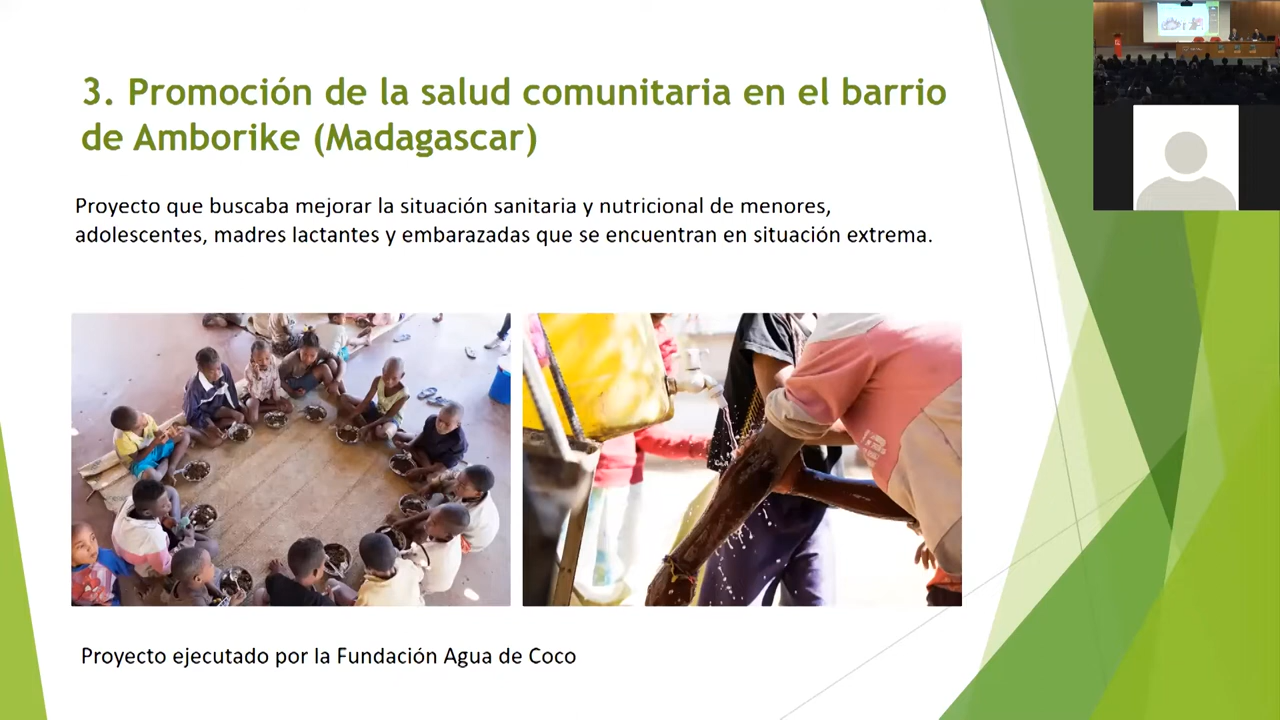 3. Promoción de la salud comunitaria en el barrio
de Amborike (Madagascar)
Proyecto que buscaba mejorar la situación sanitaria y nutricional de menores,
adolescentes, madres lactantes y embarazadas que se encuentran en situación extrema.
Proyecto ejecutado por la Fundación Agua de Coco